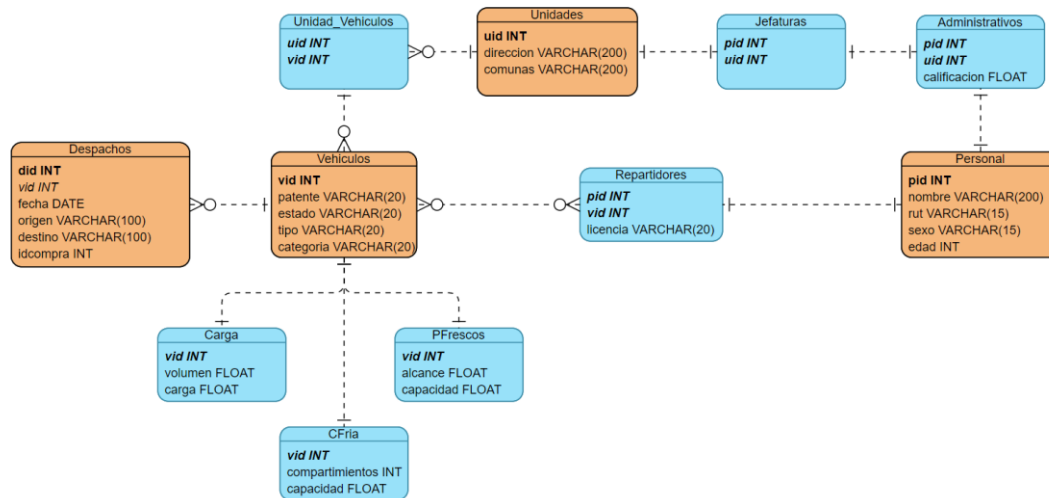 Unidad_Vehiculos
uid INT
vid INT
Unidades
uid INT
direccion VARCHAR(200)
comunas VARCHAR(200)
Jefaturas
pid INT
uid INT
Administrativos
pid INT
uid INT
calificacion FLOAT
Despachos
did INT
vid INT
fecha DATE
origen VARCHAR(100)
destino VARCHAR(100)
idcompra INT
Vehiculos
vid INT
patente VARCHAR(20)
estado VARCHAR(20)
tipo VARCHAR(20)
categoria VARCHAR(20)
Repartidores
pid INT
vid INT
licencia VARCHAR(20)
Personal
pid INT
nombre VARCHAR(200)
rut VARCHAR(15)
sexo VARCHAR(15)
edad INT
Carga
vid INT
volumen FLOAT
carga FLOAT
PFrescos
vid INT
alcance FLOAT
capacidad FLOAT
CFria
vid INT
compartimientos INT
capacidad FLOAT